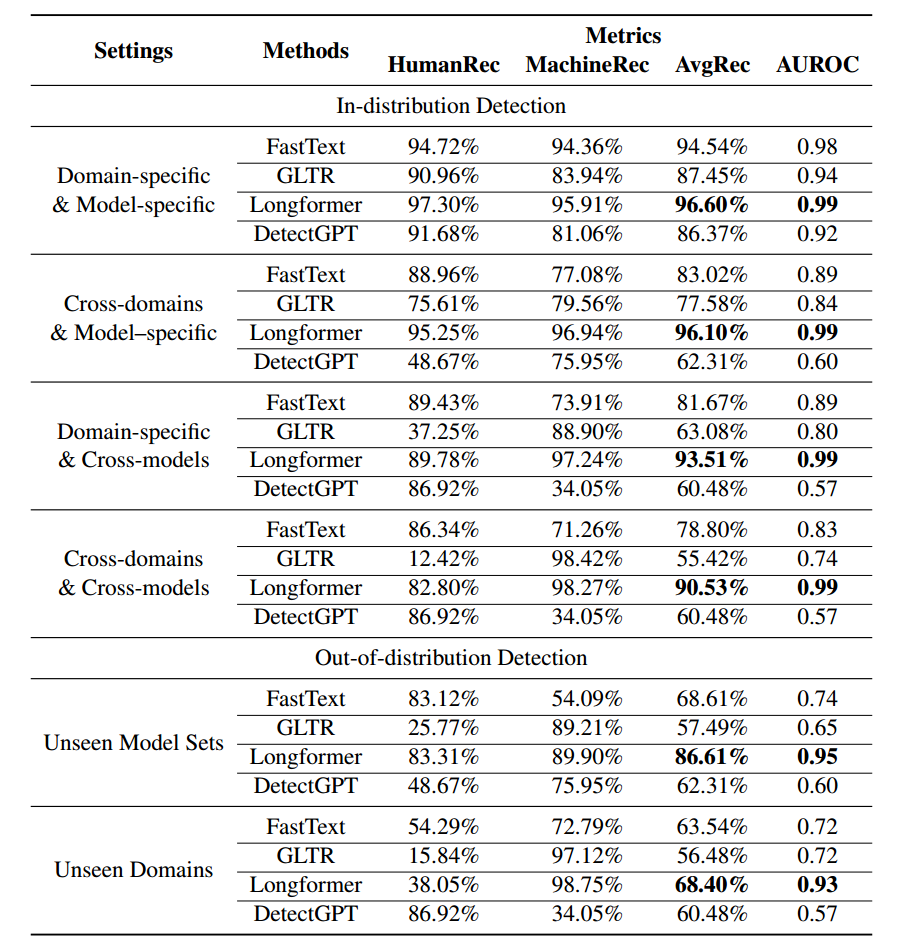 Settings Methods Metrics
HumanRec MachineRec AvgRec AUROC
In-distribution Detection
Domain-specific & Model-specific
FastText 94.72% 94.36% 94.54% 0.98
GLTR 90.96% 83.94% 87.45% 0.94
Longformer 97.30% 95.91% 96.60% 0.99
DetectGPT 91.68% 81.06% 86.37% 0.92
Cross-domains & Model–specific
FastText 88.96% 77.08% 83.02% 0.89
GLTR 75.61% 79.56% 77.58% 0.84
Longformer 95.25% 96.94% 96.10% 0.99
DetectGPT 48.67% 75.95% 62.31% 0.60
Domain-specific & Cross-models
FastText 89.43% 73.91% 81.67% 0.89
GLTR 37.25% 88.90% 63.08% 0.80
Longformer 89.78% 97.24% 93.51% 0.99
DetectGPT 86.92% 34.05% 60.48% 0.57
Cross-domains & Cross-models
FastText 86.34% 71.26% 78.80% 0.83
GLTR 12.42% 98.42% 55.42% 0.74
Longformer 82.80% 98.27% 90.53% 0.99
DetectGPT 86.92% 34.05% 60.48% 0.57
Out-of-distribution Detection
Unseen Model Sets
FastText 83.12% 54.09% 68.61% 0.74
GLTR 25.77% 89.21% 57.49% 0.65
Longformer 83.31% 89.90% 86.61% 0.95
DetectGPT 48.67% 75.95% 62.31% 0.60
Unseen Domains
FastText 54.29% 72.79% 63.54% 0.72
GLTR 15.84% 97.12% 56.48% 0.72
Longformer 38.05% 98.75% 68.40% 0.93
DetectGPT 86.92% 34.05% 60.48% 0.57